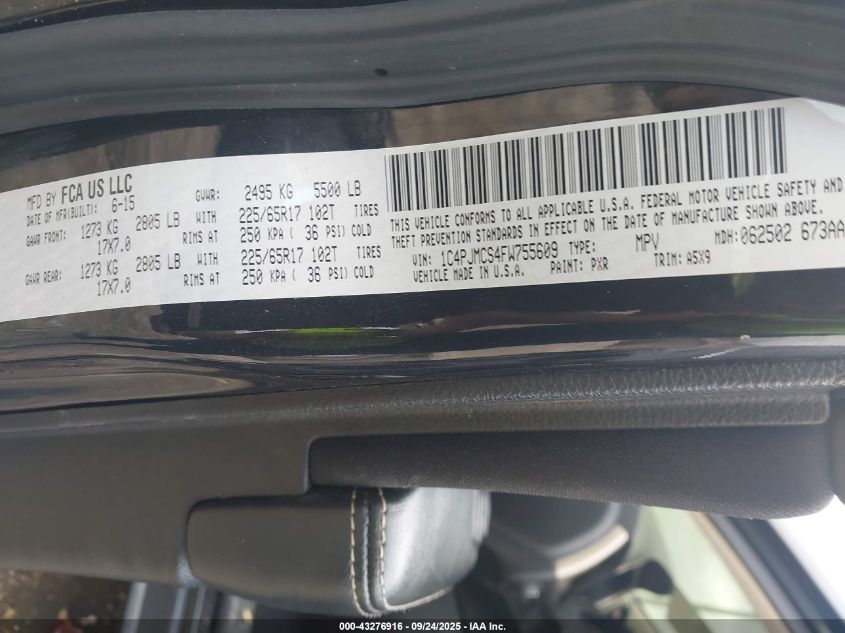 MFD BY FCA US LLC
DATE OF MFR(BUILT): 6-15 GVWR: 2495 KG 5500 LB
GAWR FRONT: 1273 KG 2805 LB WITH 225/65R17 102T TIRES
17X7.0 RIMS AT 250 KPA ( 36 PSI) COLD
GAWR REAR: 1273 KG 2805 LB WITH 225/65R17 102T TIRES
17X7.0 RIMS AT 250 KPA ( 36 PSI) COLD
THIS VEHICLE CONFORMS TO ALL APPLICABLE U.S.A. FEDERAL MOTOR VEHICLE SAFETY AND
THEFT PREVENTION STANDARDS IN EFFECT ON THE DATE OF MANUFACTURE SHOWN ABOVE.
VIN: 1C4PJMCS4FW755609 TYPE: MPV MDH: 062502 673AA
VEHICLE MADE IN U.S.A. PAINT: PXR TRIM: A5X9
000-43276916 - 09/24/2025 - IAA Inc.